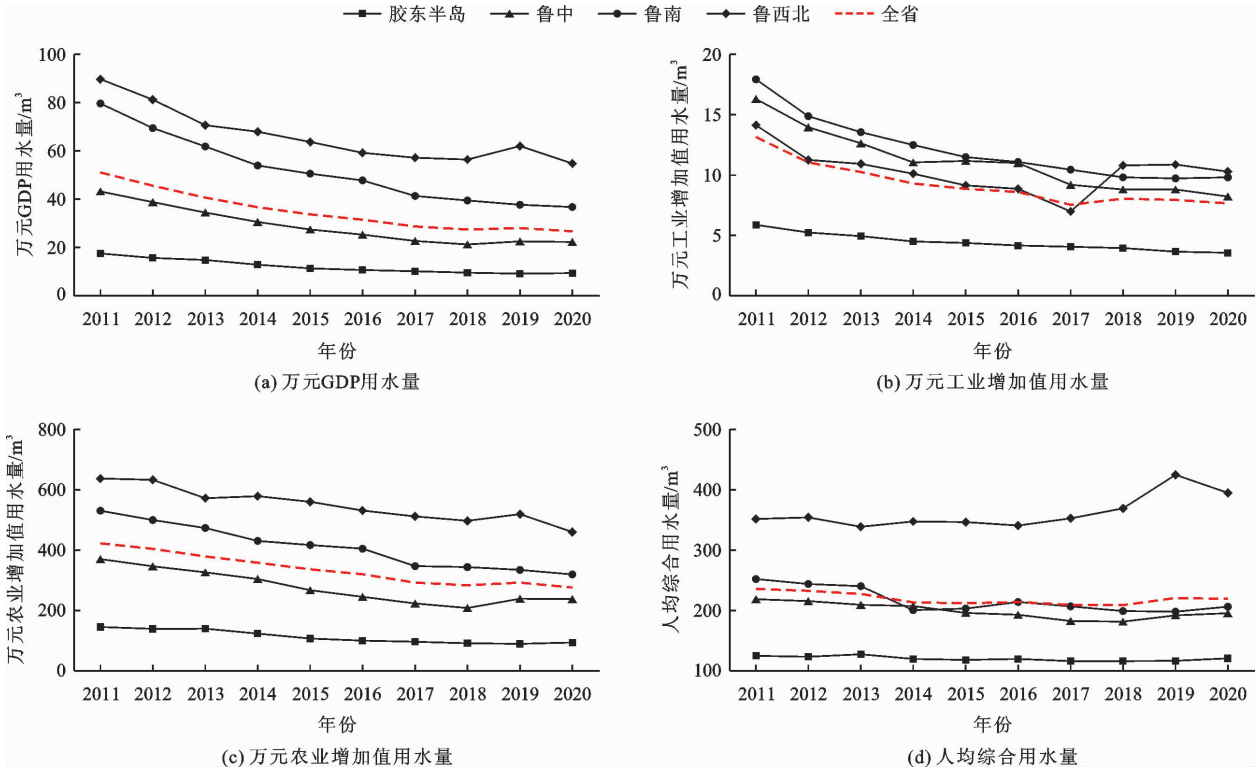 胶东半岛 鲁中 鲁南 鲁西北 全省
万元GDP用水量/m³
100
80
60
40
20
0
2011 2012 2013 2014 2015 2016 2017 2018 2019 2020
年份
(a) 万元GDP用水量
万元工业增加值用水量/m³
20
15
10
5
0
2011 2012 2013 2014 2015 2016 2017 2018 2019 2020
年份
(b) 万元工业增加值用水量
万元农业增加值用水量/m³
800
600
400
200
0
2011 2012 2013 2014 2015 2016 2017 2018 2019 2020
年份
(c) 万元农业增加值用水量
人均综合用水量/m³
500
400
300
200
100
2011 2012 2013 2014 2015 2016 2017 2018 2019 2020
年份
(d) 人均综合用水量